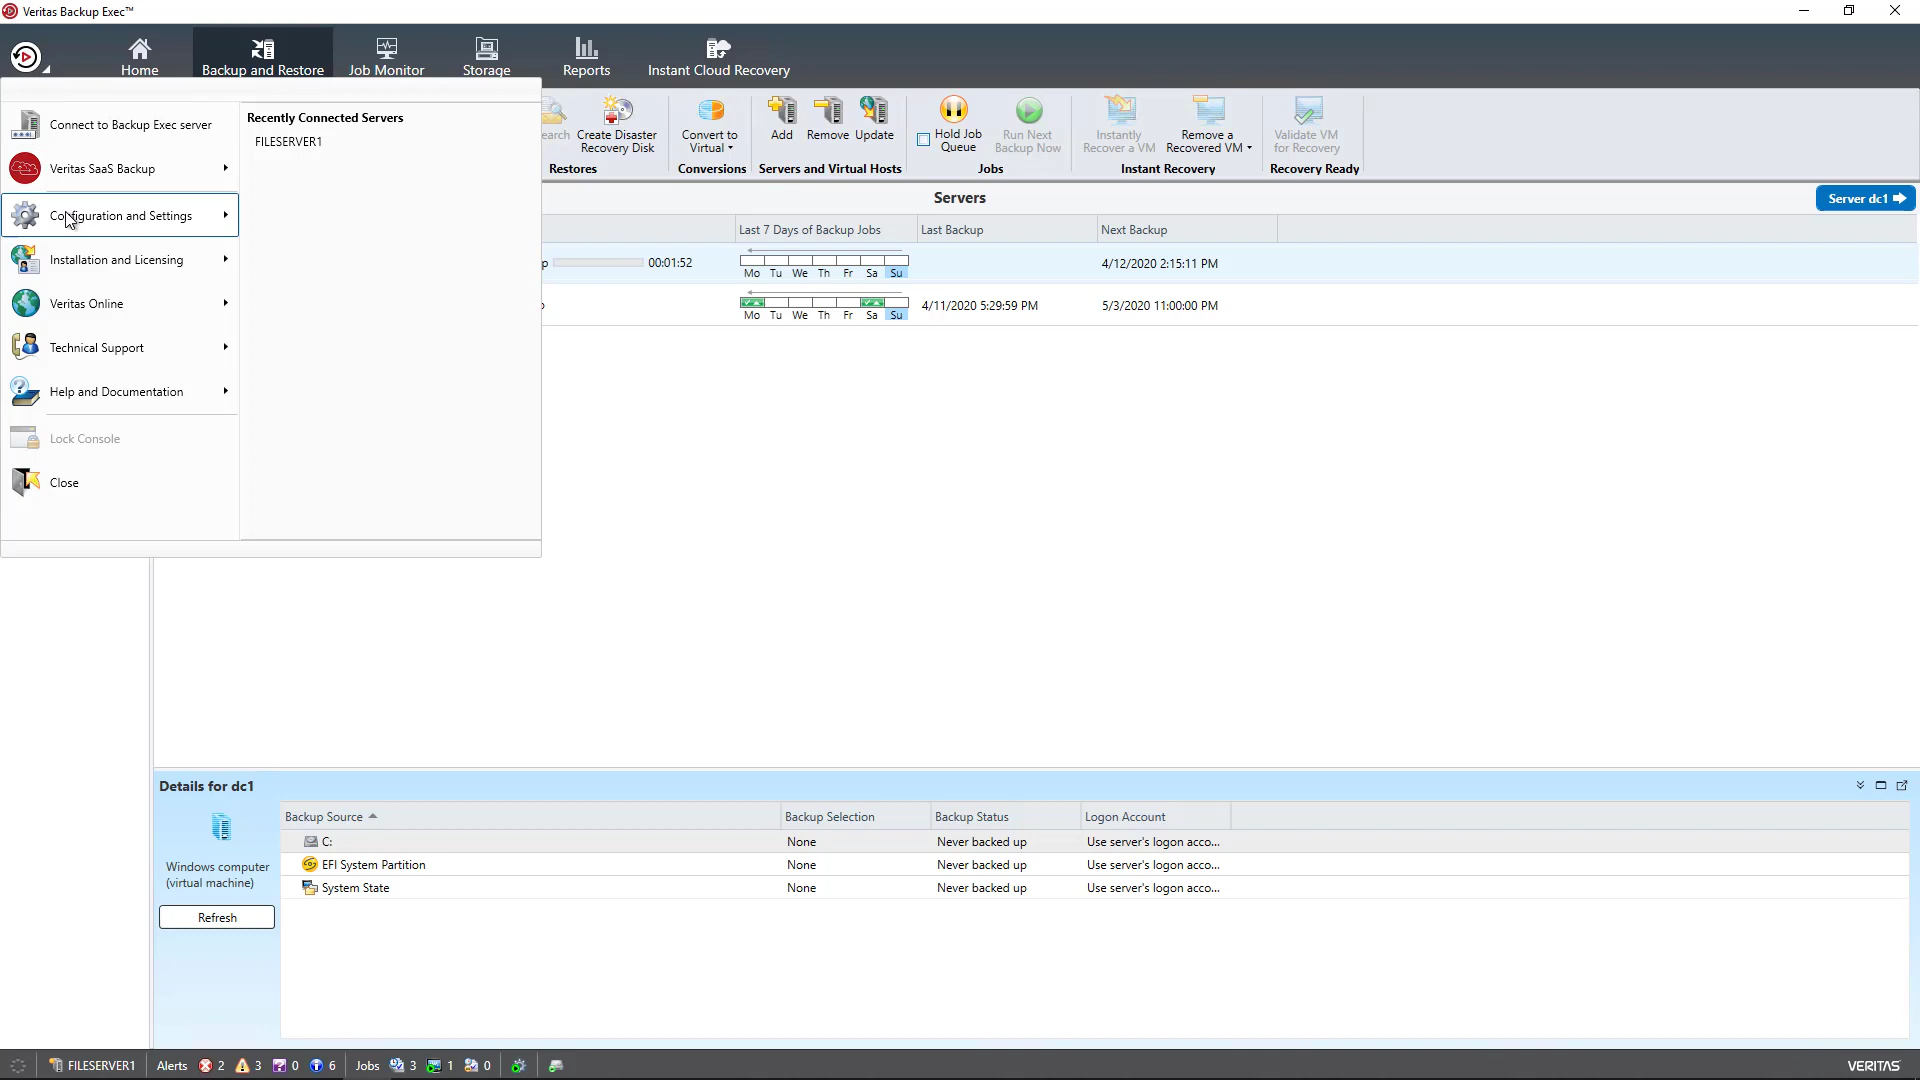 Veritas Backup Exec™
Home
Backup and Restore
Job Monitor
Storage
Reports
Instant Cloud Recovery
Connect to Backup Exec server
Veritas SaaS Backup
Configuration and Settings
Installation and Licensing
Veritas Online
Technical Support
Help and Documentation
Lock Console
Close
Recently Connected Servers
FILESERVER1
earch
Create Disaster
Recovery Disk
Restores
Convert to
Virtual
Conversions
Add
Remove
Update
Servers and Virtual Hosts
Hold Job
Queue
Run Next
Backup Now
Jobs
Instantly
Recover a VM
Remove a
Recovered VM
Instant Recovery
Validate VM
for Recovery
Recovery Ready
Servers
Server dc1
Last 7 Days of Backup Jobs
Last Backup
Next Backup
p
00:01:52
Mo Tu We Th Fr Sa Su
4/12/2020 2:15:11 PM
Mo Tu We Th Fr Sa Su
4/11/2020 5:29:59 PM
5/3/2020 11:00:00 PM
Details for dc1
Windows computer
(virtual machine)
Refresh
Backup Source
Backup Selection
Backup Status
Logon Account
C:
None
Never backed up
Use server's logon acco...
EFI System Partition
None
Never backed up
Use server's logon acco...
System State
None
Never backed up
Use server's logon acco...
FILESERVER1
Alerts
2
3
0
6
Jobs
3
1
0
VERITAS